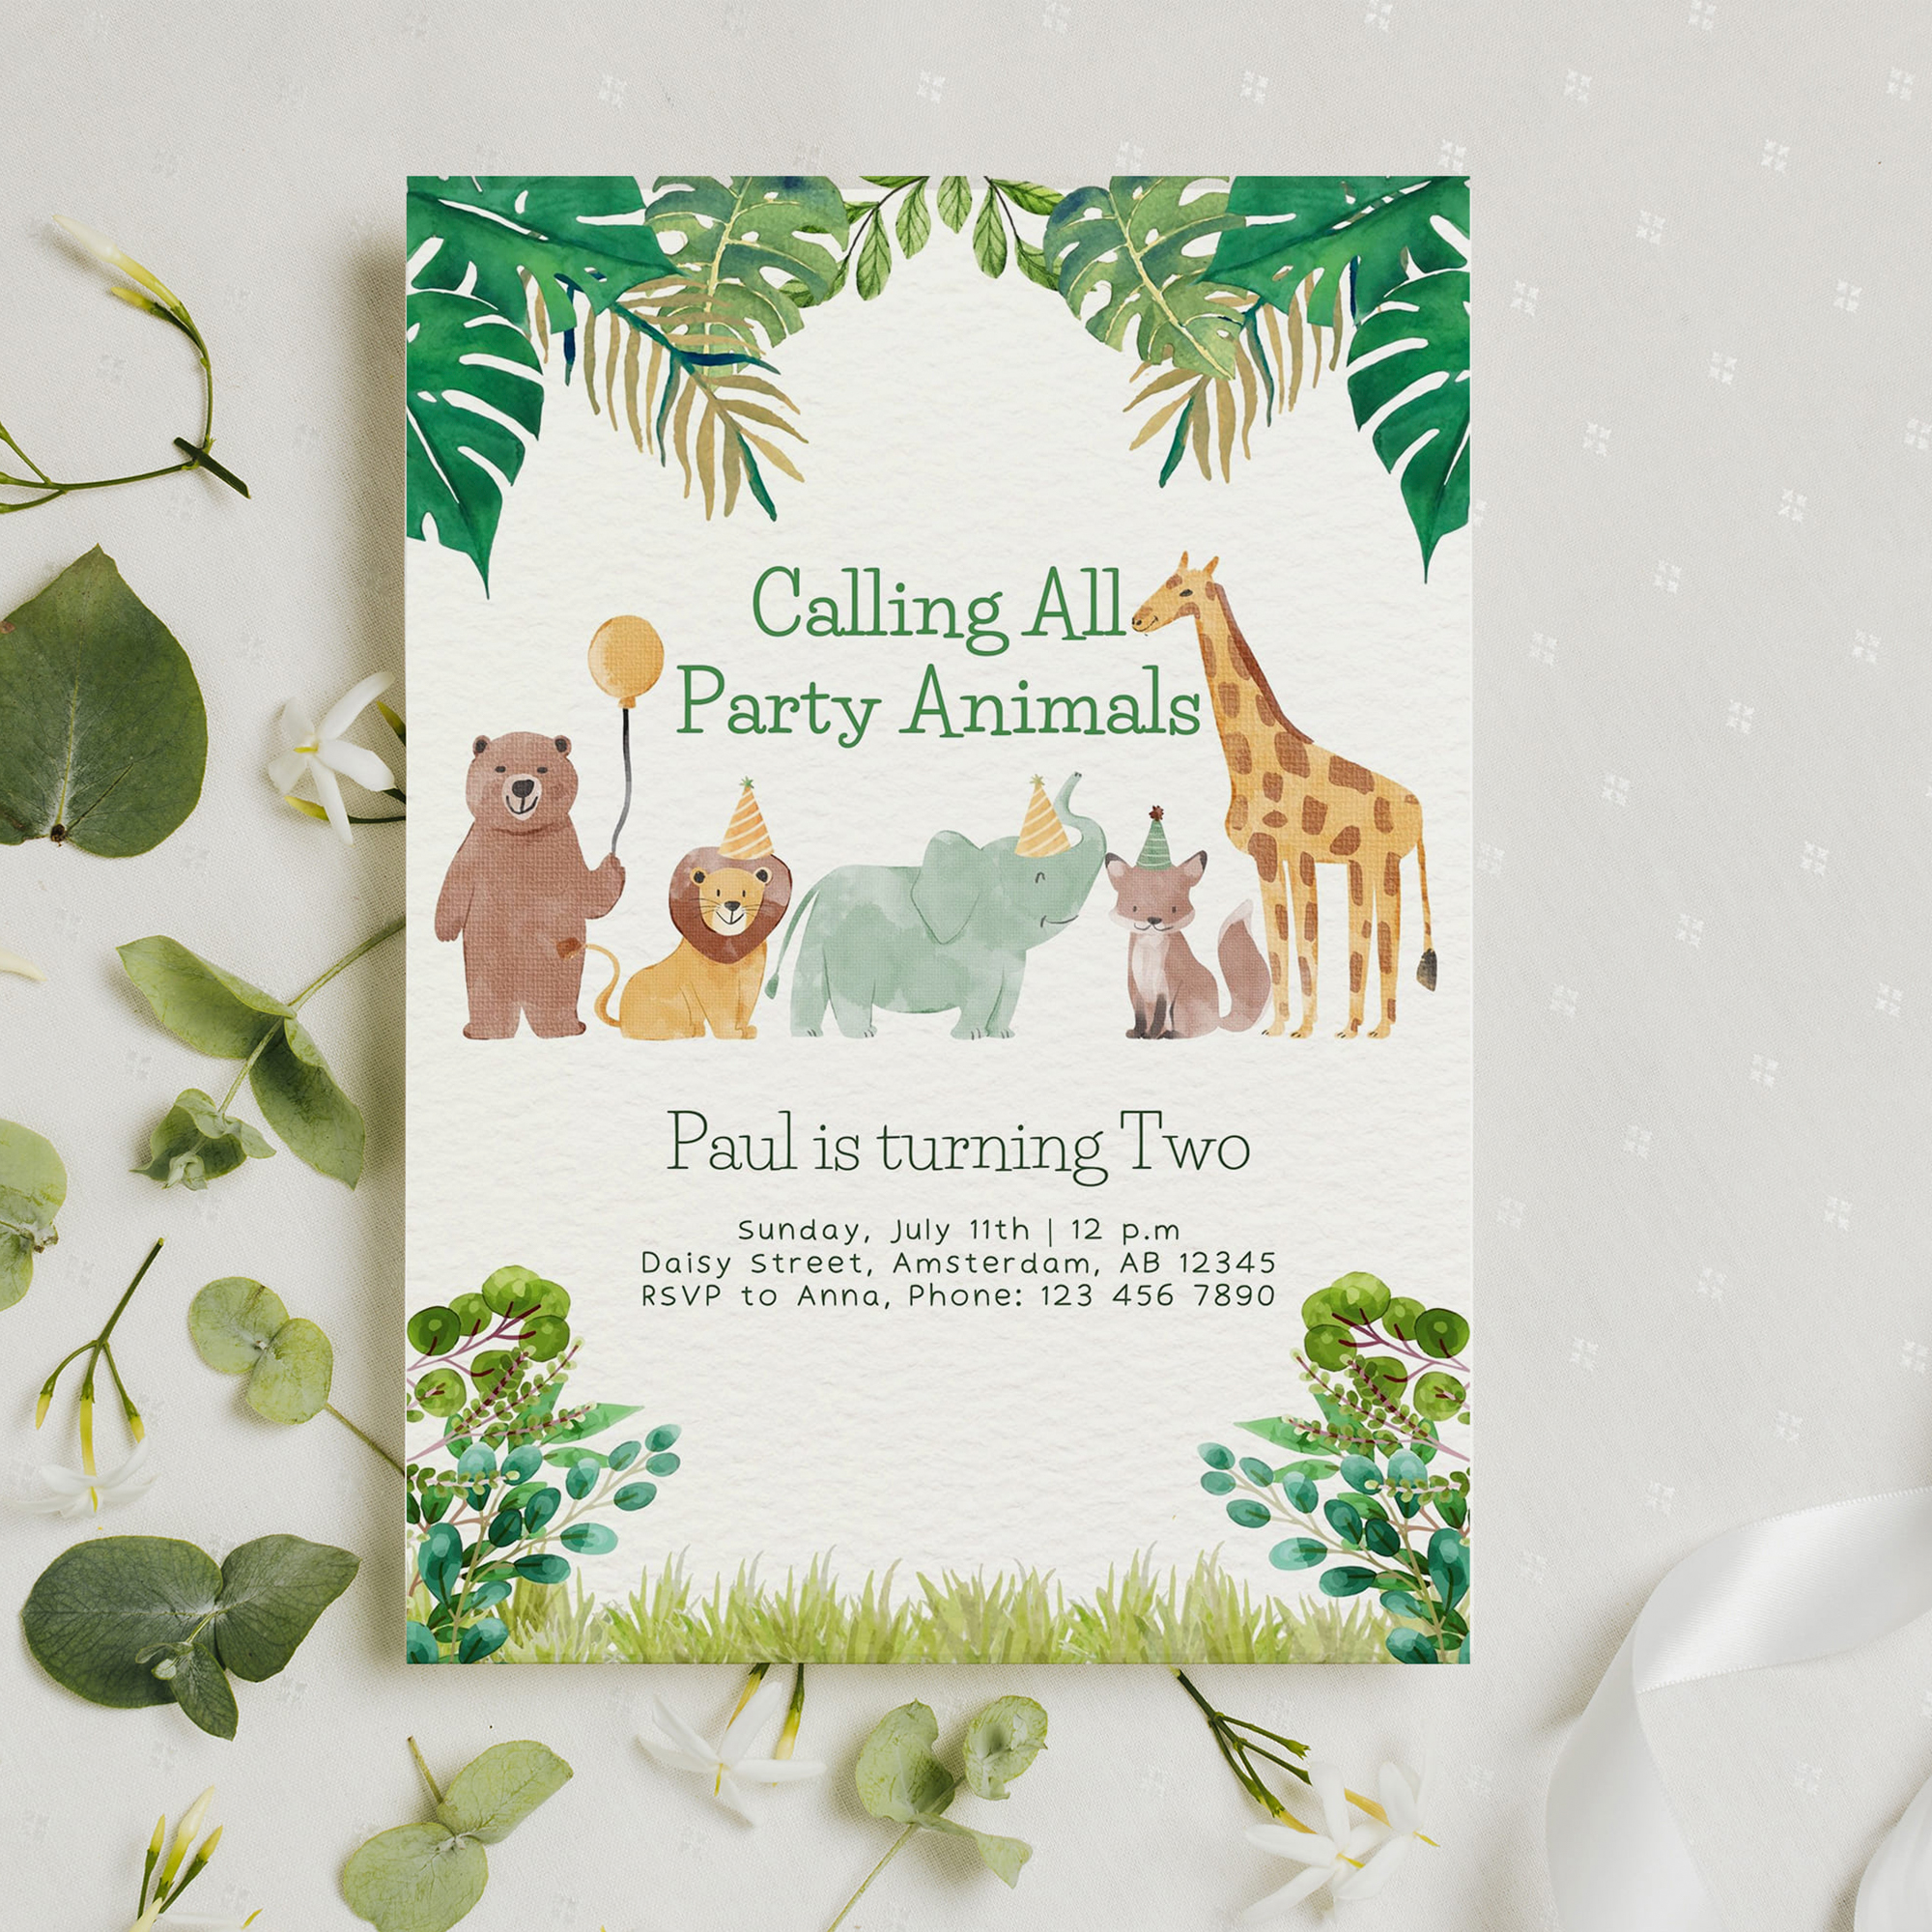 Calling All
Party Animals
Paul is turning Two
Sunday, July 11th | 12 p.m
Daisy Street, Amsterdam, AB 12345
RSVP to Anna, Phone: 123 456 7890